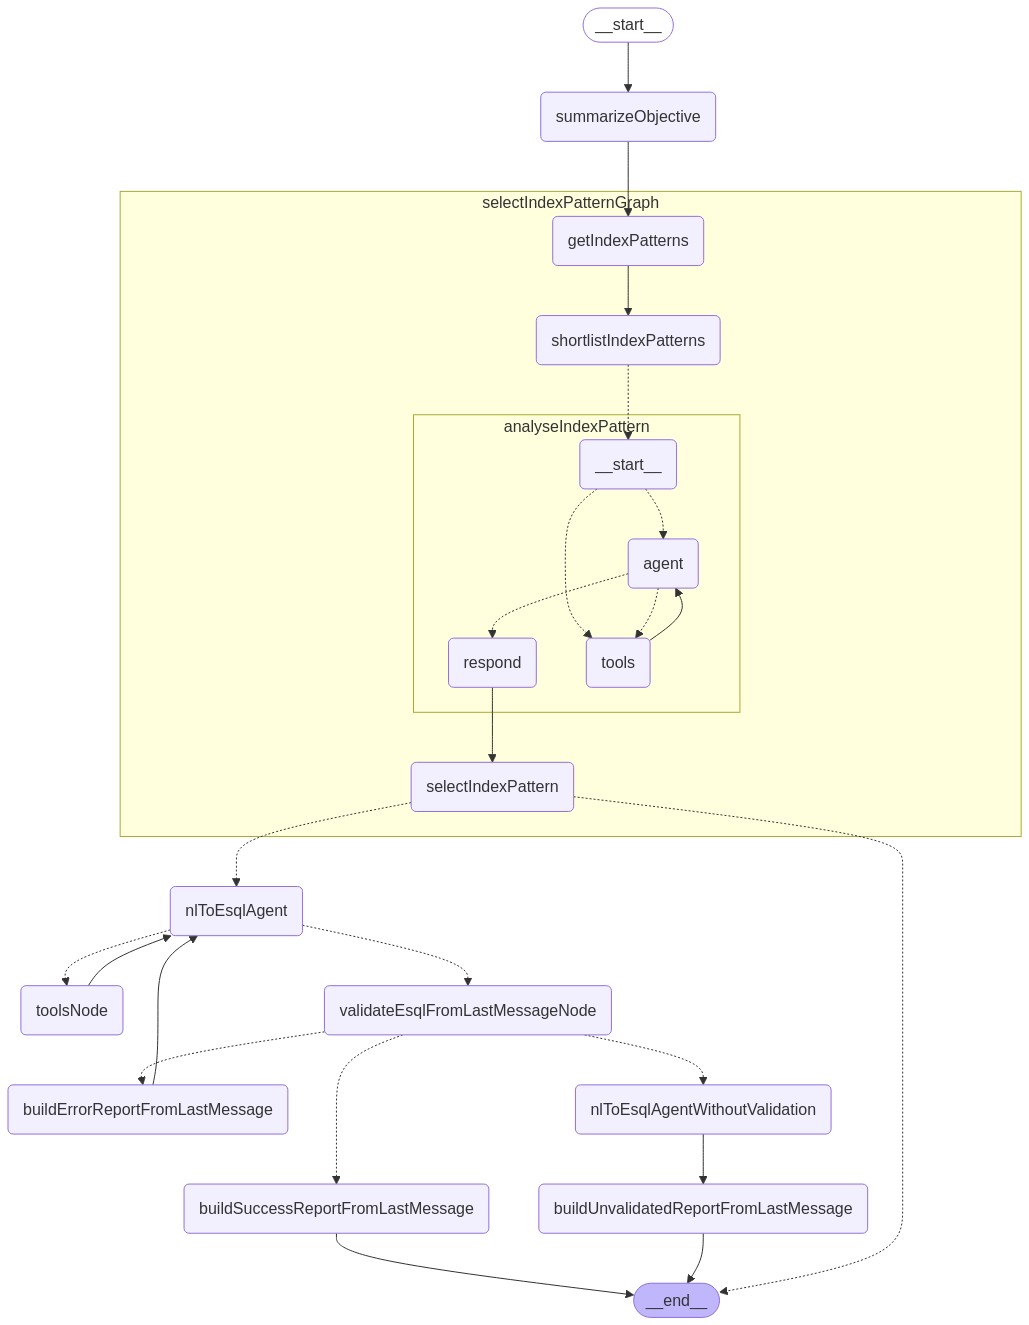 __start__
summarizeObjective
selectIndexPatternGraph
getIndexPatterns
shortlistIndexPatterns
analyseIndexPattern
__start__
agent
respond
tools
selectIndexPattern
nlToEsqlAgent
toolsNode
validateEsqlFromLastMessageNode
buildErrorReportFromLastMessage
nlToEsqlAgentWithoutValidation
buildSuccessReportFromLastMessage
buildUnvalidatedReportFromLastMessage
__end__